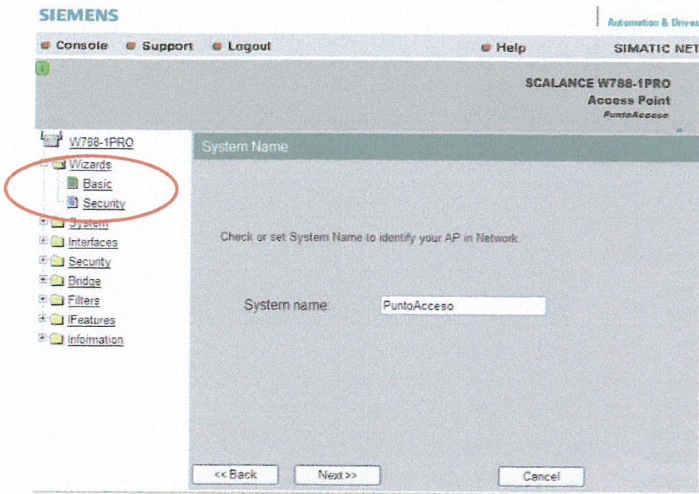 SIEMENS
Automation & Drives
Console Support Logout Help SIMATIC NET
SCALANCE W788-1PRO
Access Point
PuntoAcceso
W788-1PRO
System Name
Wizards
Basic
Security
System
Interfaces
Check or set System Name to identify your AP in Network.
Security
Bridge
Filters
System name: PuntoAcceso
IFeatures
Information
<< Back Next >> Cancel